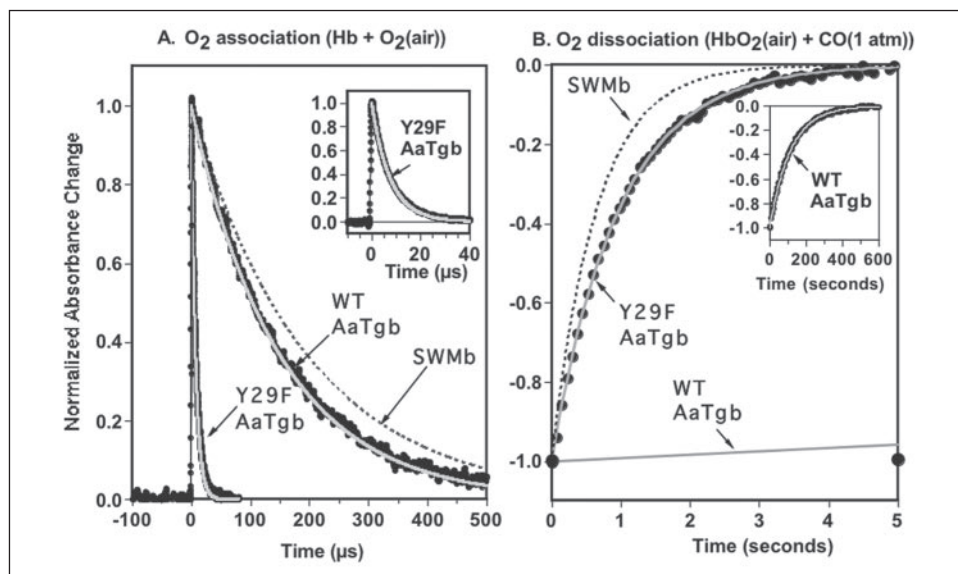 A. O2 association (Hb + O2(air))
Normalized Absorbance Change
1.0
0.8
0.6
0.4
0.2
0.0
-100 0 100 200 300 400 500
Time (µs)
WT
AaTgb
SWMb
Y29F
AaTgb
1.0
0.8
0.6
0.4
0.2
0.0
Y29F
AaTgb
0 20 40
Time (µs)
B. O2 dissociation (HbO2(air) + CO(1 atm))
0.0
-0.2
-0.4
-0.6
-0.8
-1.0
0 1 2 3 4 5
Time (seconds)
SWMb
Y29F
AaTgb
WT
AaTgb
0.0
-0.2
-0.4
-0.6
-0.8
-1.0
WT
AaTgb
0 200 400 600
Time (seconds)